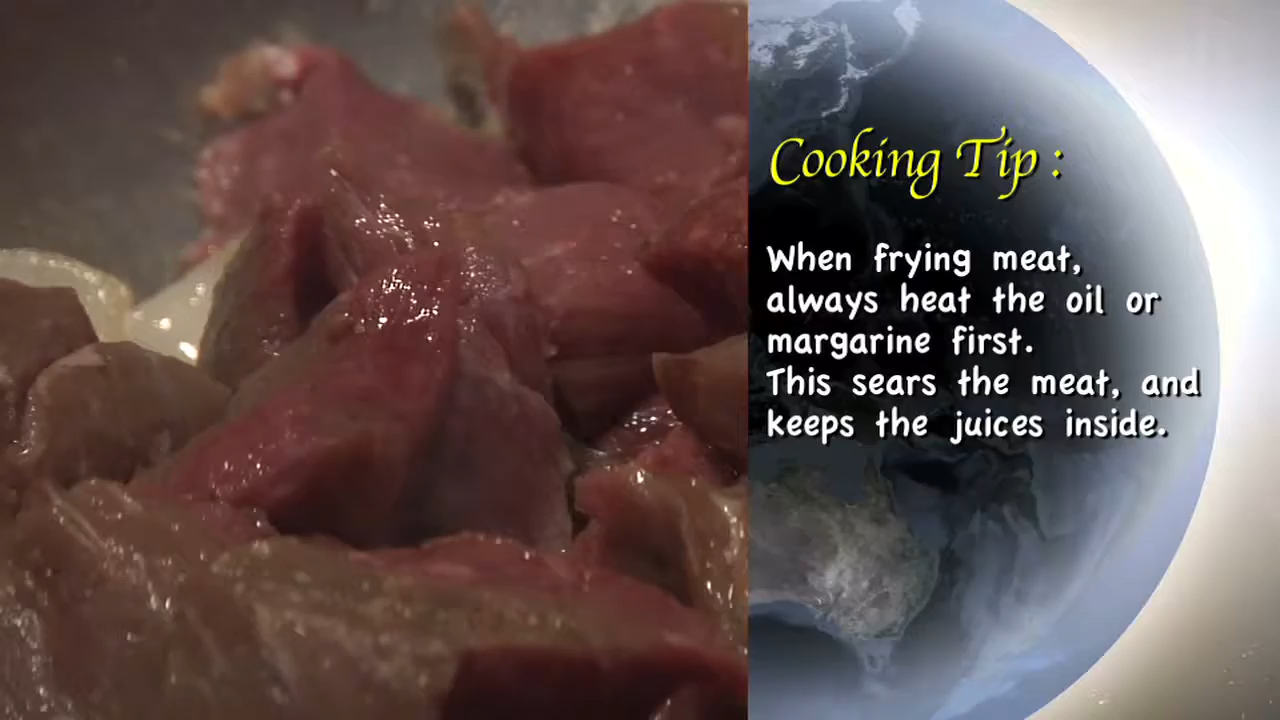 Cooking Tip :
When frying meat,
always heat the oil or
margarine first.
This sears the meat, and
keeps the juices inside.